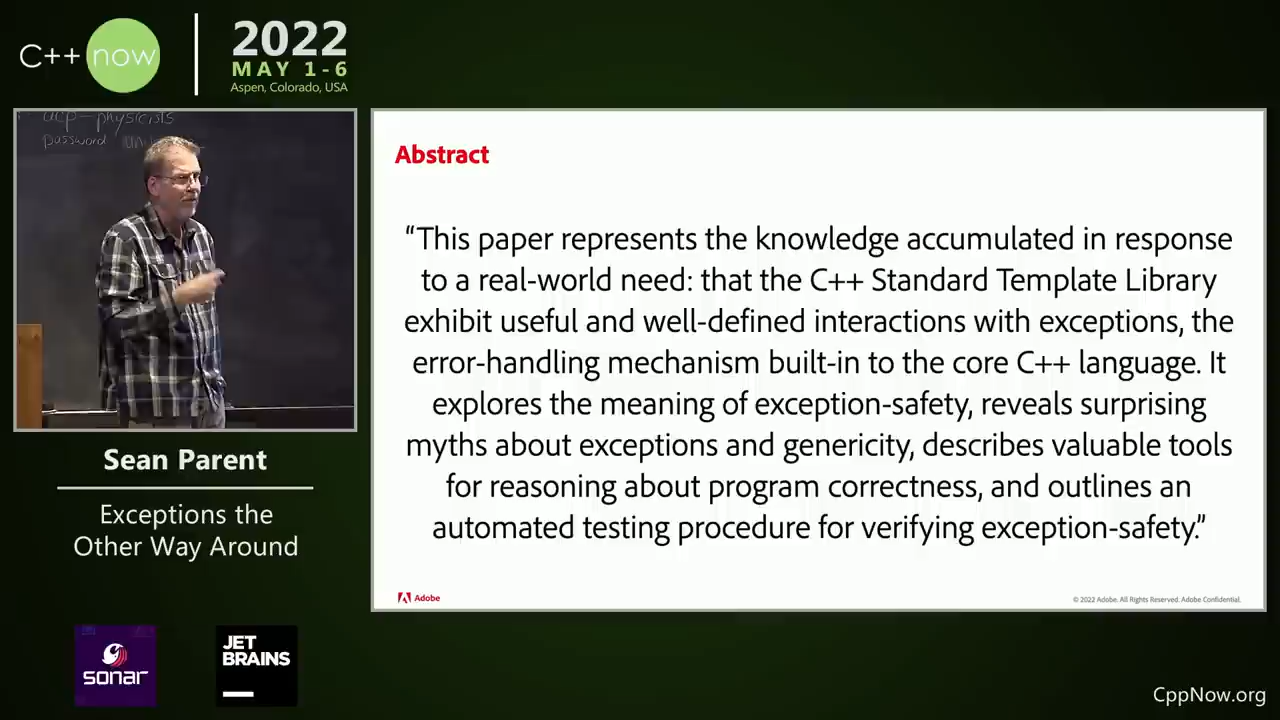 C++ now
2022
MAY 1-6
Aspen, Colorado, USA
acp-physicists
password
Sean Parent
Exceptions the
Other Way Around
sonar
JET
BRAINS
Abstract
“This paper represents the knowledge accumulated in response
to a real-world need: that the C++ Standard Template Library
exhibit useful and well-defined interactions with exceptions, the
error-handling mechanism built-in to the core C++ language. It
explores the meaning of exception-safety, reveals surprising
myths about exceptions and genericity, describes valuable tools
for reasoning about program correctness, and outlines an
automated testing procedure for verifying exception-safety.”
Adobe
© 2022 Adobe. All Rights Reserved. Adobe Confidential.
CppNow.org